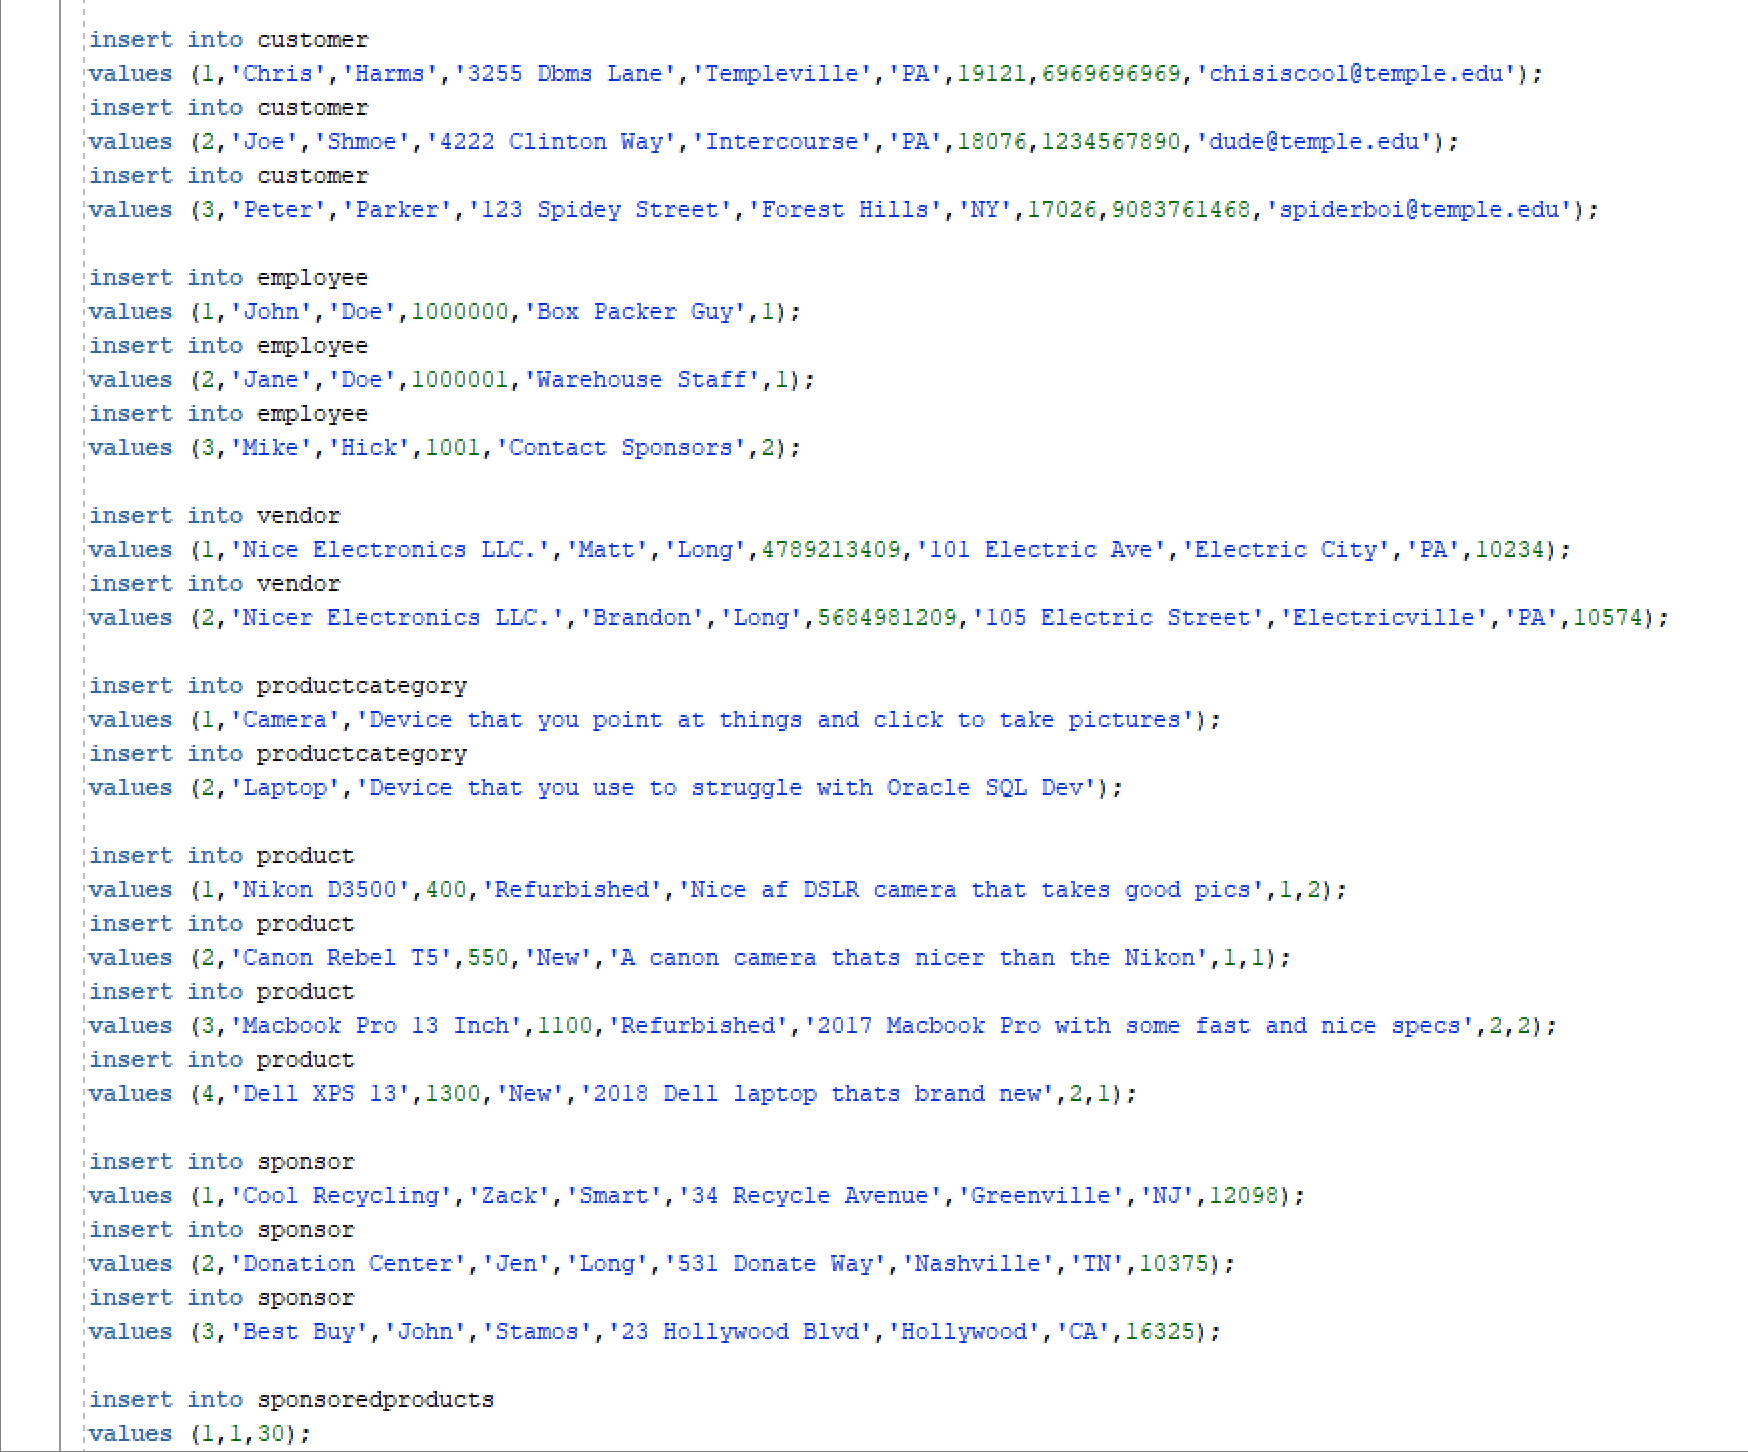 insert into customer
values (1,'Chris','Harms','3255 Dbms Lane','Templeville','PA',19121,6969696969,'chisiscool@temple.edu');
insert into customer
values (2,'Joe','Shmoe','4222 Clinton Way','Intercourse','PA',18076,1234567890,'dude@temple.edu');
insert into customer
values (3,'Peter','Parker','123 Spidey Street','Forest Hills','NY',17026,9083761468,'spiderboi@temple.edu');
insert into employee
values (1,'John','Doe',1000000,'Box Packer Guy',1);
insert into employee
values (2,'Jane','Doe',1000001,'Warehouse Staff',1);
insert into employee
values (3,'Mike','Hick',1001,'Contact Sponsors',2);
insert into vendor
values (1,'Nice Electronics LLC.','Matt','Long',4789213409,'101 Electric Ave','Electric City','PA',10234);
insert into vendor
values (2,'Nicer Electronics LLC.','Brandon','Long',5684981209,'105 Electric Street','Electricville','PA',10574);
insert into productcategory
values (1,'Camera','Device that you point at things and click to take pictures');
insert into productcategory
values (2,'Laptop','Device that you use to struggle with Oracle SQL Dev');
insert into product
values (1,'Nikon D3500',400,'Refurbished','Nice af DSLR camera that takes good pics',1,2);
insert into product
values (2,'Canon Rebel T5',550,'New','A canon camera thats nicer than the Nikon',1,1);
insert into product
values (3,'Macbook Pro 13 Inch',1100,'Refurbished','2017 Macbook Pro with some fast and nice specs',2,2);
insert into product
values (4,'Dell XPS 13',1300,'New','2018 Dell laptop thats brand new',2,1);
insert into sponsor
values (1,'Cool Recycling','Zack','Smart','34 Recycle Avenue','Greenville','NJ',12098);
insert into sponsor
values (2,'Donation Center','Jen','Long','531 Donate Way','Nashville','TN',10375);
insert into sponsor
values (3,'Best Buy','John','Stamos','23 Hollywood Blvd','Hollywood','CA',16325);
insert into sponsoredproducts
values (1,1,30);